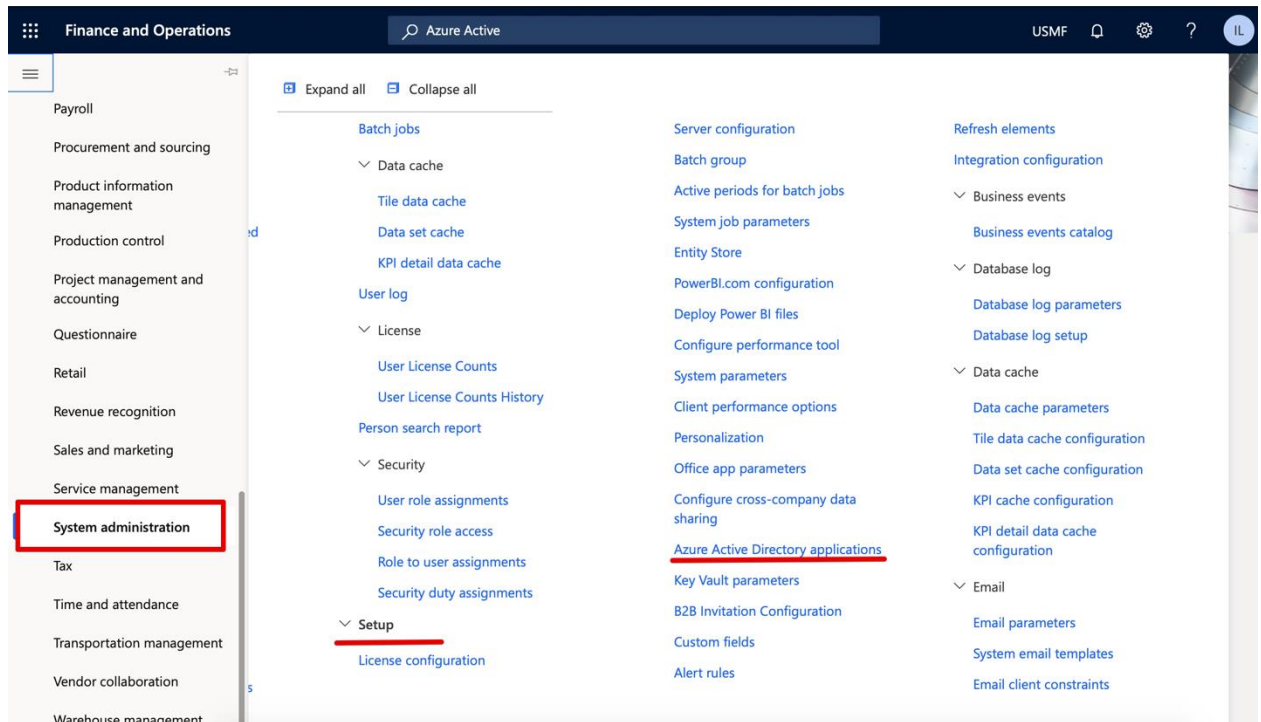 Finance and Operations
Azure Active
USMF
?
IL
Expand all
Collapse all
Payroll
Procurement and sourcing
Product information
management
Production control
Project management and
accounting
Questionnaire
Retail
Revenue recognition
Sales and marketing
Service management
System administration
Tax
Time and attendance
Transportation management
Vendor collaboration
Warehouse management
ed
s
Batch jobs
Data cache
Tile data cache
Data set cache
KPI detail data cache
User log
License
User License Counts
User License Counts History
Person search report
Security
User role assignments
Security role access
Role to user assignments
Security duty assignments
Setup
License configuration
Server configuration
Batch group
Active periods for batch jobs
System job parameters
Entity Store
PowerBI.com configuration
Deploy Power BI files
Configure performance tool
System parameters
Client performance options
Personalization
Office app parameters
Configure cross-company data
sharing
Azure Active Directory applications
Key Vault parameters
B2B Invitation Configuration
Custom fields
Alert rules
Refresh elements
Integration configuration
Business events
Business events catalog
Database log
Database log parameters
Database log setup
Data cache
Data cache parameters
Tile data cache configuration
Data set cache configuration
KPI cache configuration
KPI detail data cache
configuration
Email
Email parameters
System email templates
Email client constraints